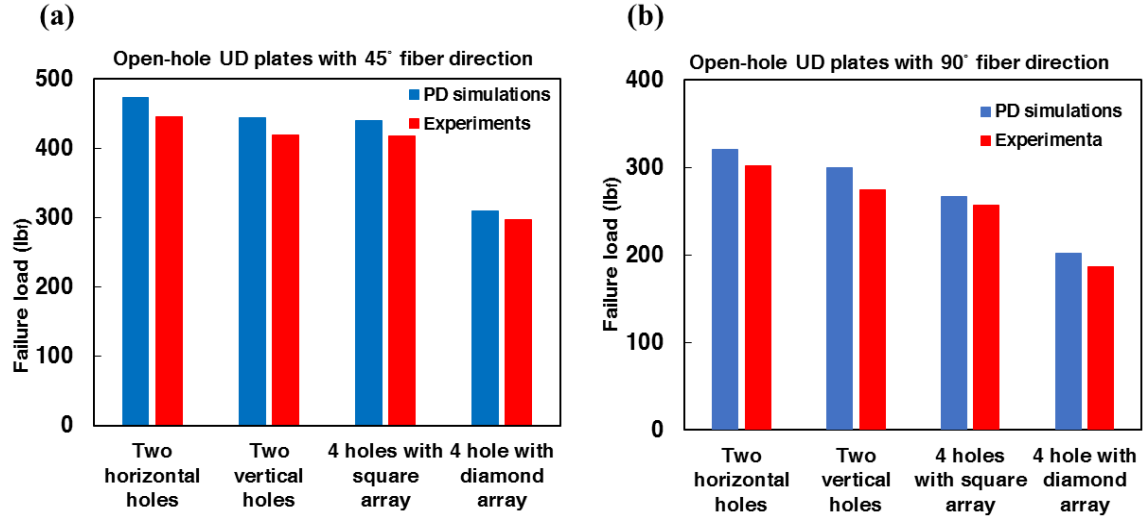 (a)
Open-hole UD plates with 45° fiber direction
500
400
300
200
100
0
Failure load (lbf)
PD simulations
Experiments
Two
horizontal
holes
Two
vertical
holes
4 holes with
square
array
4 hole with
diamond
array
(b)
Open-hole UD plates with 90° fiber direction
400
300
200
100
0
Failure load (lbf)
PD simulations
Experimenta
Two
horizontal
holes
Two
vertical holes
4 holes
with square
array
4 hole with
diamond
array